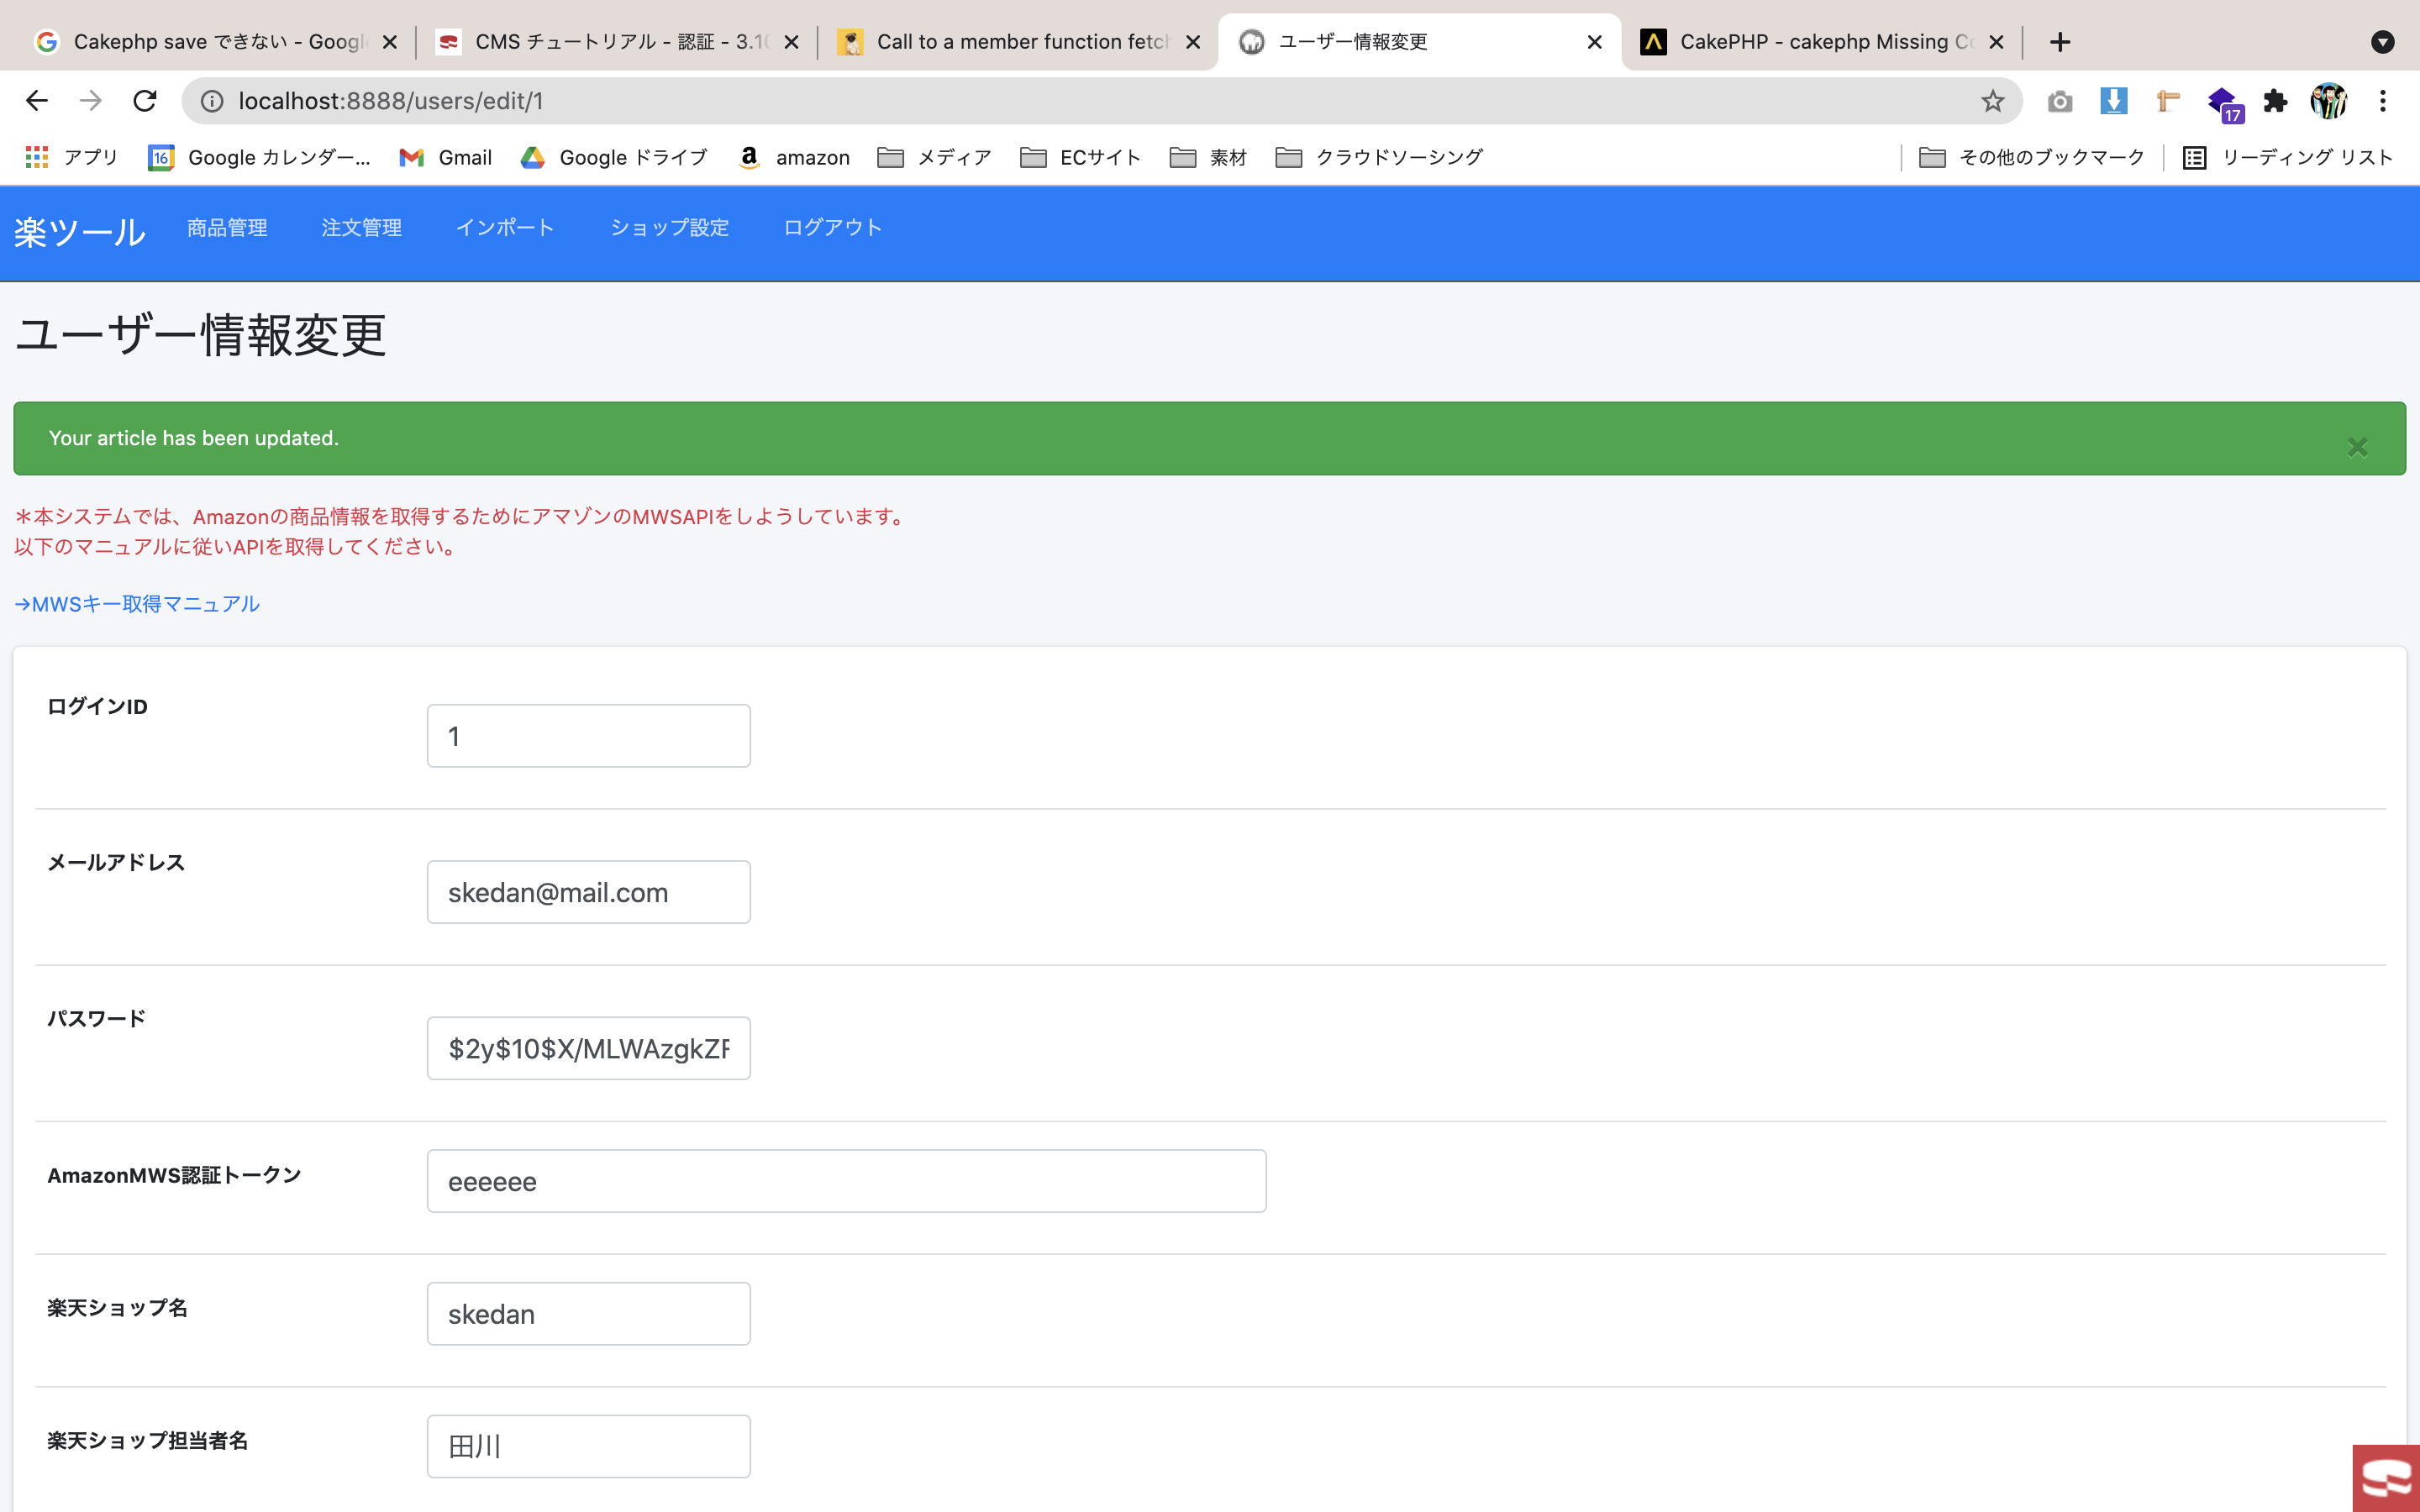 Cakephp save できない - Googl
CMS チュートリアル - 認証 - 3.10
Call to a member function fetch
ユーザー情報変更
CakePHP - cakephp Missing Co
localhost:8888/users/edit/1
17
アプリ
16
Google カレンダー...
Gmail
Google ドライブ
amazon
メディア
ECサイト
素材
クラウドソーシング
その他のブックマーク
リーディング リスト
楽ツール
商品管理
注文管理
インポート
ショップ設定
ログアウト
ユーザー情報変更
Your article has been updated.
＊本システムでは、Amazonの商品情報を取得するためにアマゾンのMWSAPIをしようしています。
以下のマニュアルに従いAPIを取得してください。
→MWSキー取得マニュアル
ログインID
1
メールアドレス
skedan@mail.com
パスワード
$2y$10$X/MLWAzgkZF
AmazonMWS認証トークン
eeeeee
楽天ショップ名
skedan
楽天ショップ担当者名
田川